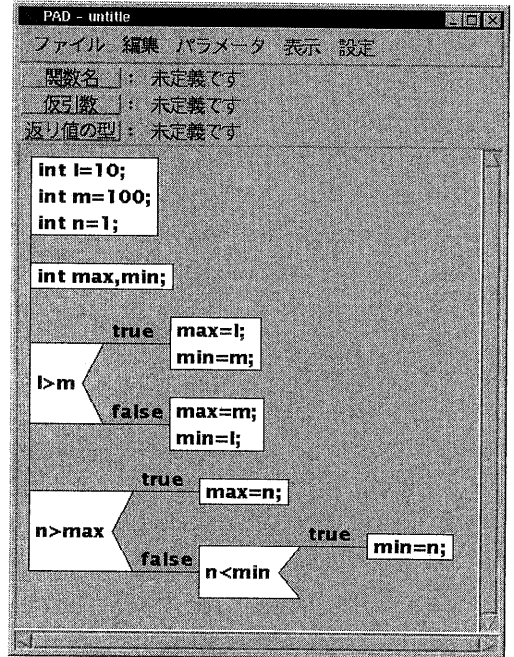 PAD - untitle
ファイル 編集 パラメータ 表示 設定
関数名 : 未定義です
仮引数 : 未定義です
返り値の型 : 未定義です
int l=10;
int m=100;
int n=1;
int max,min;
true
max=l;
min=m;
l>m
false
max=m;
min=l;
true
max=n;
n>max
true
min=n;
false
n<min